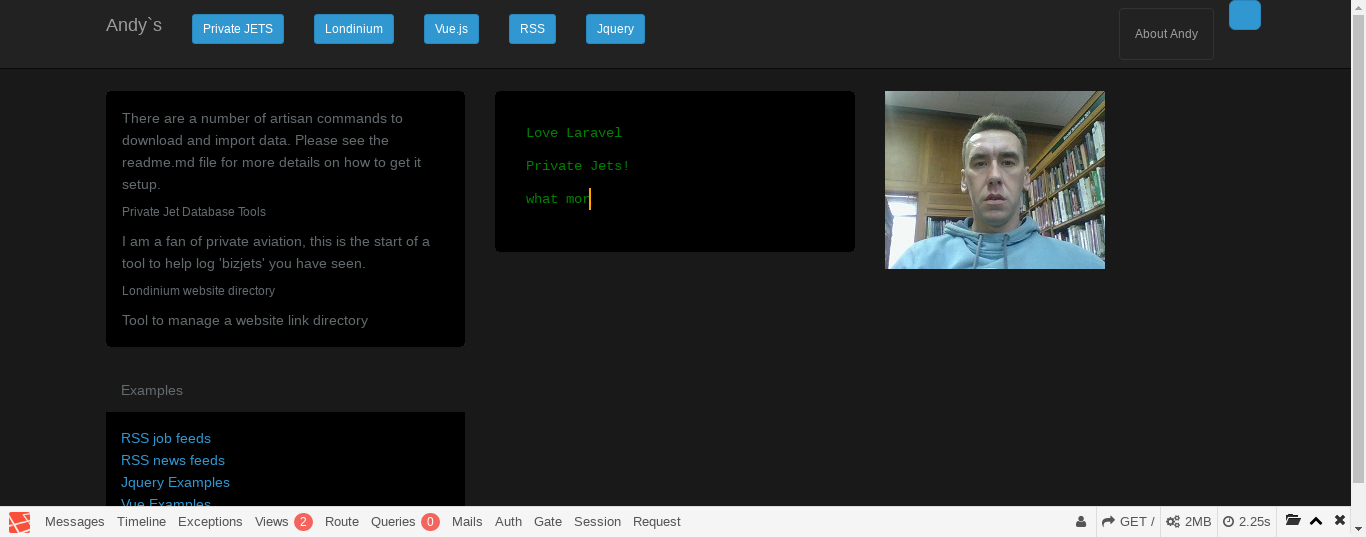 Andy`s
Private JETS
Londinium
Vue.js
RSS
Jquery
About Andy
There are a number of artisan commands to
download and import data. Please see the
readme.md file for more details on how to get it
setup.
Private Jet Database Tools
I am a fan of private aviation, this is the start of a
tool to help log 'bizjets' you have seen.
Londinium website directory
Tool to manage a website link directory
Love Laravel
Private Jets!
what mor
Examples
RSS job feeds
RSS news feeds
Jquery Examples
Vue Examples
Messages Timeline Exceptions Views 2 Route Queries 0 Mails Auth Gate Session Request GET / 2MB 2.25s